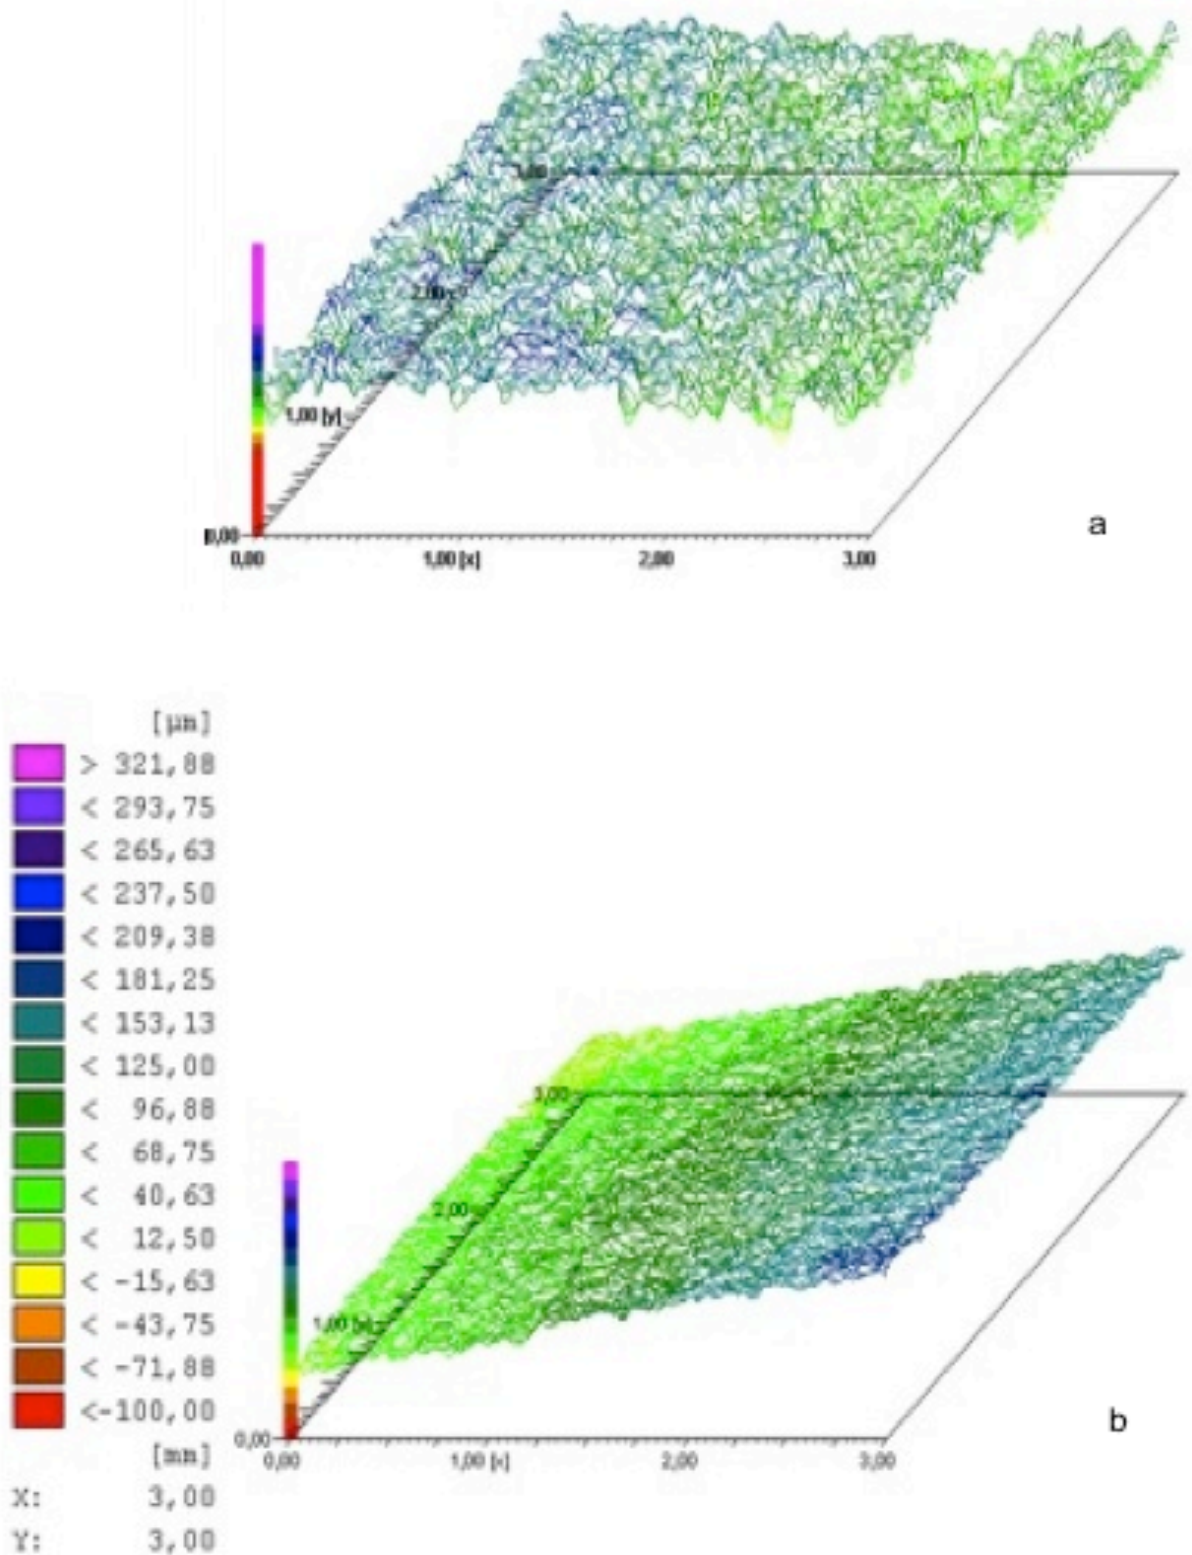 3,00
2,00
1,00 [y]
0,00
0,00 1,00 [x] 2,00 3,00
a
[µm]
> 321,88
< 293,75
< 265,63
< 237,50
< 209,38
< 181,25
< 153,13
< 125,00
< 96,88
< 68,75
< 40,63
< 12,50
< -15,63
< -43,75
< -71,88
<-100,00
[mm]
X: 3,00
Y: 3,00
3,00
2,00
1,00
0,00
0,00 1,00 [x] 2,00 3,00
b